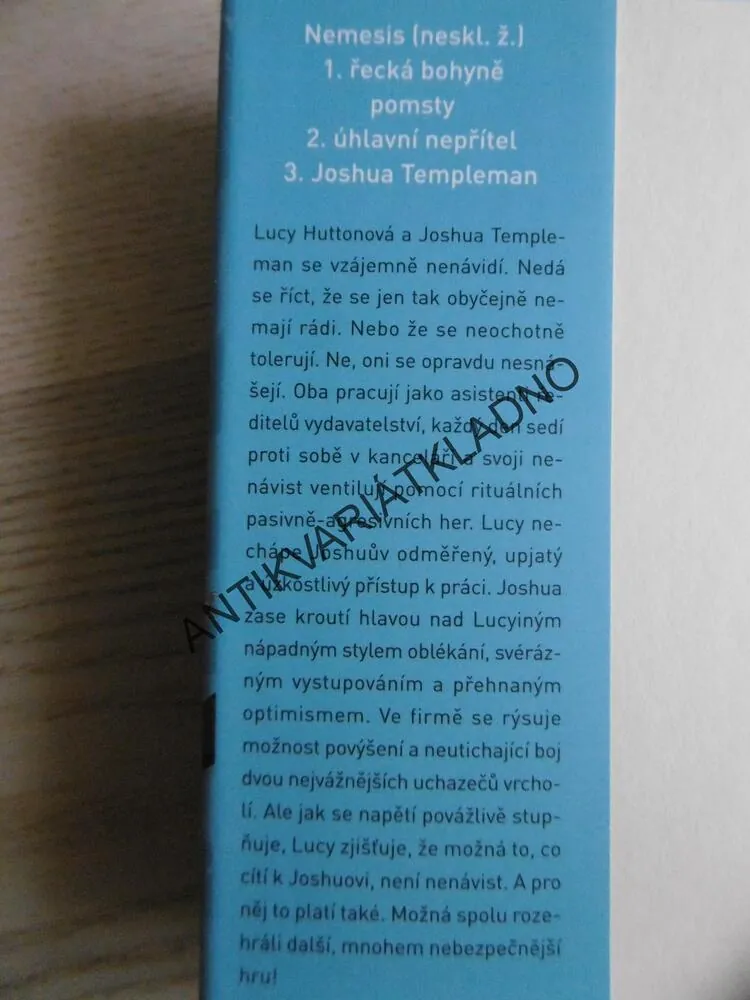 Nemesis (neskl. ž.)
1. řecká bohyně
pomsty
2. úhlavní nepřítel
3. Joshua Templeman
Lucy Huttonová a Joshua Temple-
man se vzájemně nenávidí. Nedá
se říct, že se jen tak obyčejně ne-
mají rádi. Nebo že se neochotně
tolerují. Ne, oni se opravdu nesná-
šejí. Oba pracují jako asistenti ře-
ditelů vydavatelství, každý den sedí
proti sobě v kanceláři a svoji ne-
návist ventilují pomocí rituálních
pasivně-agresivních her. Lucy ne-
chápe Joshuův odměřený, upjatý
a úzkostlivý přístup k práci. Joshua
zase kroutí hlavou nad Lucyiným
nápadným stylem oblékání, svéráz-
ným vystupováním a přehnaným
optimismem. Ve firmě se rýsuje
možnost povýšení a neutichající boj
dvou nejvážnějších uchazečů vrcho-
lí. Ale jak se napětí povážlivě stup-
ňuje, Lucy zjišťuje, že možná to, co
cítí k Joshuovi, není nenávist. A pro
něj to platí také. Možná spolu roze-
hráli další, mnohem nebezpečnější
hru!
ANTIKVARIÁTKLADNO